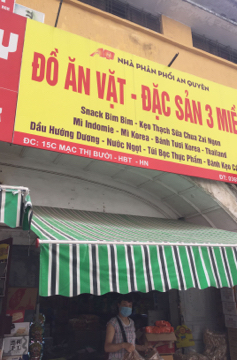 NHÀ PHÂN PHỐI AN QUYÊN
ĐỒ ĂN VẶT - ĐẶC SẢN 3 MIỀ
Snack Bim Bim - Kẹo Thạch Sữa Chua Zai Ngon
Mì Indomie - Mì Korea - Bánh Tươi Korea - Thailand
Dầu Hướng Dương - Nước Ngọt - Túi Bọc Thực Phẩm - Bánh Kẹo
ĐC: 15C MẠC THỊ BƯỞI - HBT - HN